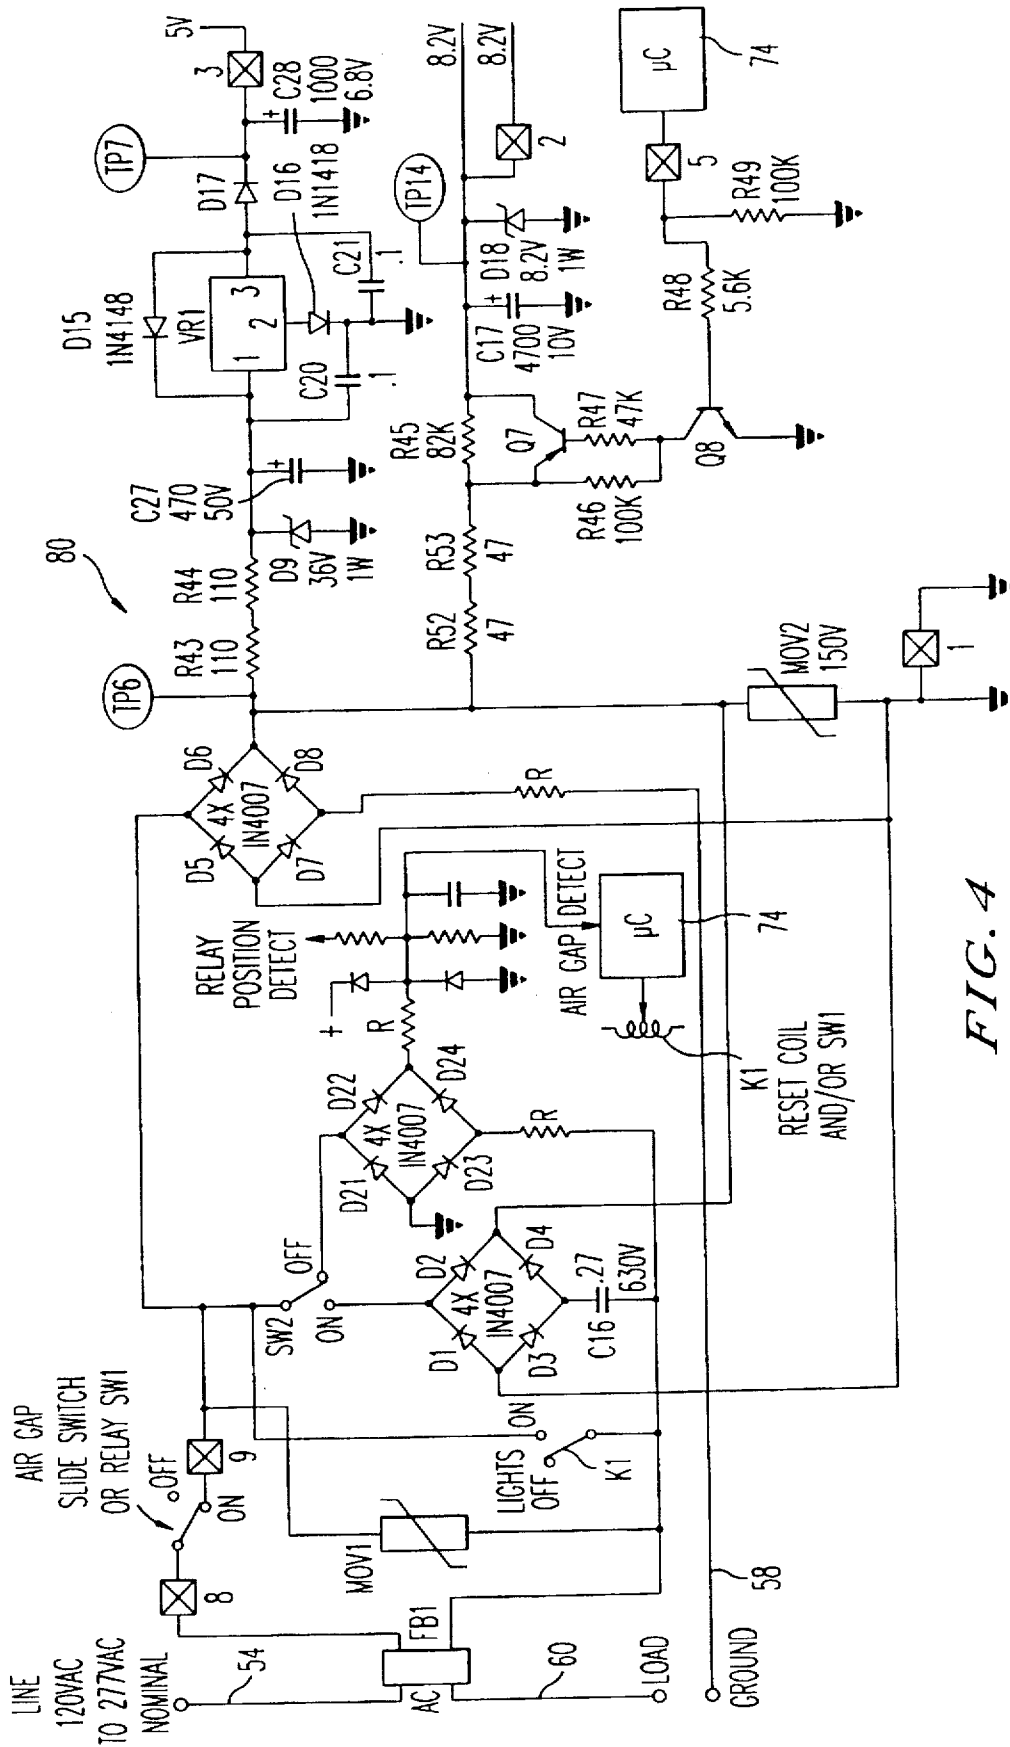 LINE
120VAC
TO 277VAC
NOMINAL
54
AC
FB1
60
LOAD
GROUND
58
8
AIR GAP
SLIDE SWITCH
OR RELAY SW1
OFF
ON
9
MOV1
LIGHTS
OFF
ON
K1
SW2
OFF
ON
D1
D2
4X
IN4007
D3
D4
C16
.27
630V
D21
D22
4X
IN4007
D23
D24
R
R
+
RELAY
POSITION
DETECT
AIR GAP DETECT
μC
74
K1
RESET COIL
AND/OR SW1
D5
D6
4X
IN4007
D7
D8
R
TP6
80
R43
110
R44
110
D9
36V
1W
C27
470
50V
+
D15
1N4148
VR1
1
2
3
C20
.1
C21
.1
D16
1N1418
D17
TP7
+
C28
1000
6.8V
3
5V
R52
47
R53
47
R45
82K
Q7
R46
100K
R47
47K
Q8
C17
4700
10V
+
D18
8.2V
1W
TP14
8.2V
8.2V
2
R48
5.6K
R49
100K
5
μC
74
MOV2
150V
1
FIG. 4